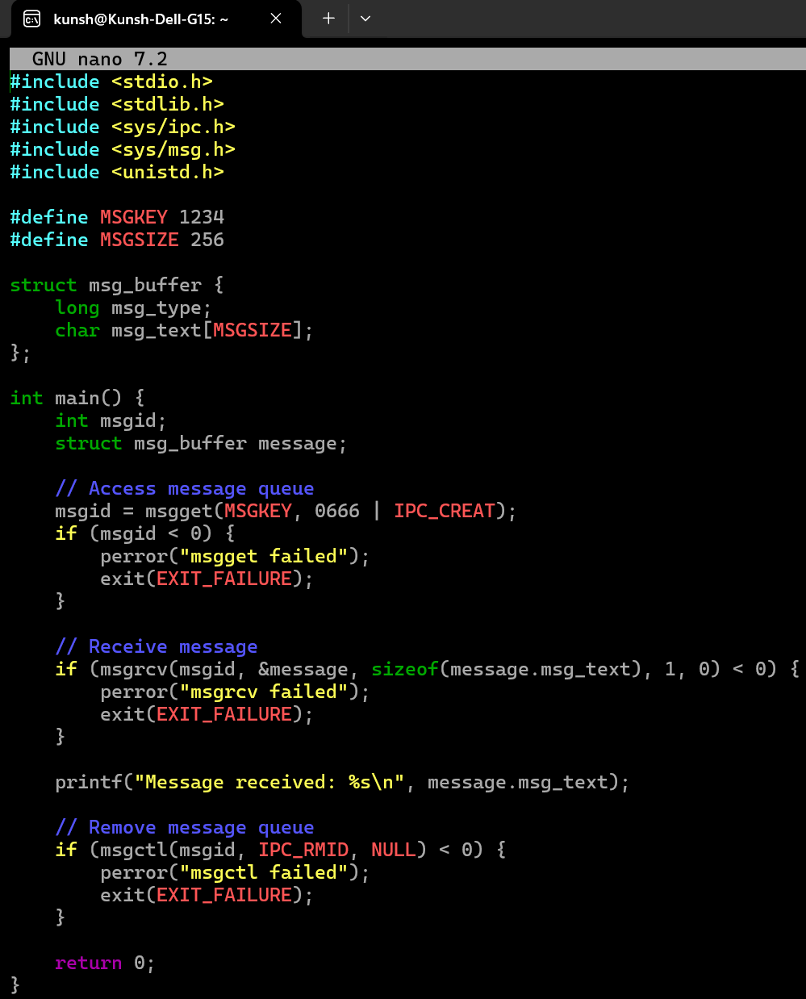 kunsh@Kunsh-Dell-G15: ~
GNU nano 7.2
#include <stdio.h>
#include <stdlib.h>
#include <sys/ipc.h>
#include <sys/msg.h>
#include <unistd.h>

#define MSGKEY 1234
#define MSGSIZE 256

struct msg_buffer {
    long msg_type;
    char msg_text[MSGSIZE];
};

int main() {
    int msgid;
    struct msg_buffer message;

    // Access message queue
    msgid = msgget(MSGKEY, 0666 | IPC_CREAT);
    if (msgid < 0) {
        perror("msgget failed");
        exit(EXIT_FAILURE);
    }

    // Receive message
    if (msgrcv(msgid, &message, sizeof(message.msg_text), 1, 0) < 0) {
        perror("msgrcv failed");
        exit(EXIT_FAILURE);
    }

    printf("Message received: %s\n", message.msg_text);

    // Remove message queue
    if (msgctl(msgid, IPC_RMID, NULL) < 0) {
        perror("msgctl failed");
        exit(EXIT_FAILURE);
    }

    return 0;
}